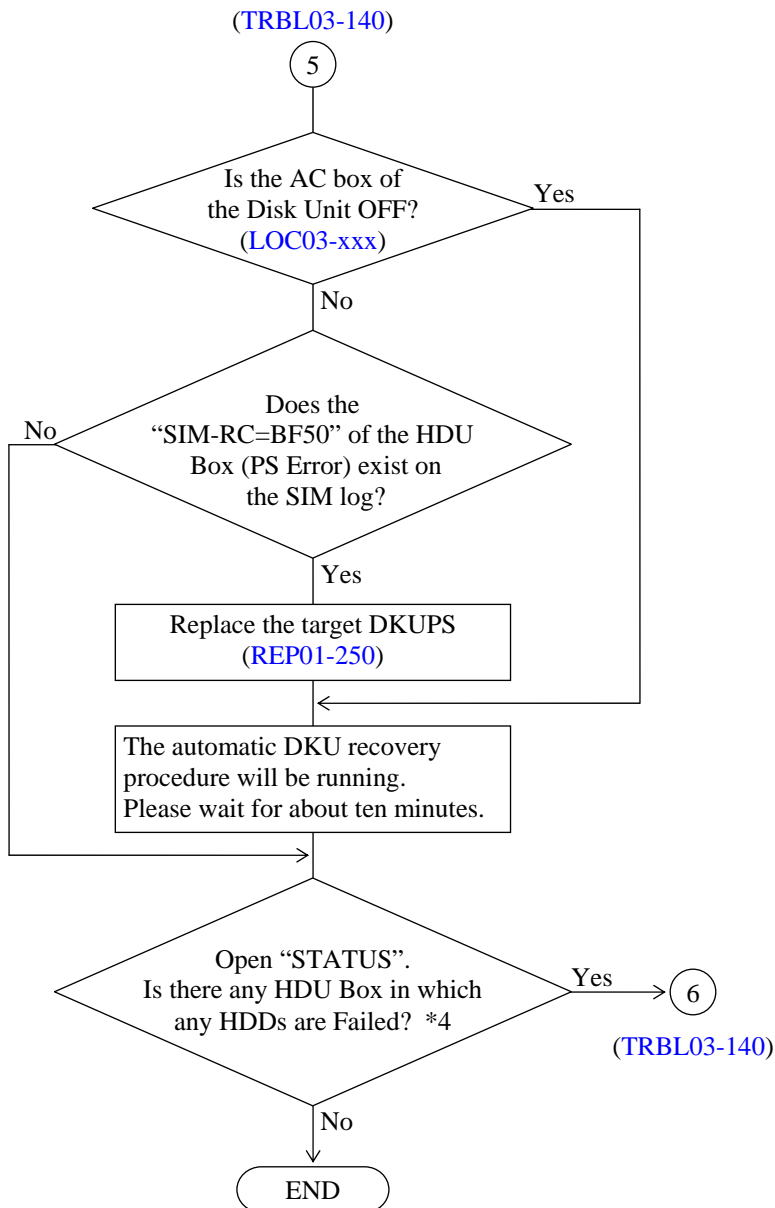 (TRBL03-140)
5
Is the AC box of
the Disk Unit OFF?
(LOC03-xxx)
Yes
No
Does the
“SIM-RC=BF50” of the HDU
Box (PS Error) exist on
the SIM log?
No
Yes
Replace the target DKUPS
(REP01-250)
The automatic DKU recovery
procedure will be running.
Please wait for about ten minutes.
Open “STATUS”.
Is there any HDU Box in which
any HDDs are Failed? *4
Yes
6
(TRBL03-140)
No
END